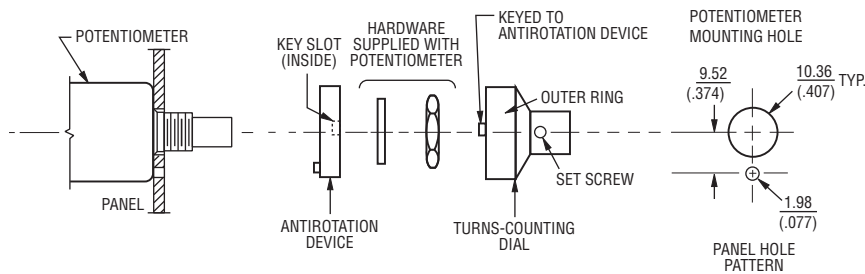 POTENTIOMETER
PANEL
KEY SLOT
(INSIDE)
ANTIROTATION
DEVICE
HARDWARE
SUPPLIED WITH
POTENTIOMETER
KEYED TO
ANTIROTATION DEVICE
OUTER RING
SET SCREW
TURNS-COUNTING
DIAL
POTENTIOMETER
MOUNTING HOLE
9.52
(.374)
10.36
(.407)
TYP.
1.98
(.077)
PANEL HOLE
PATTERN